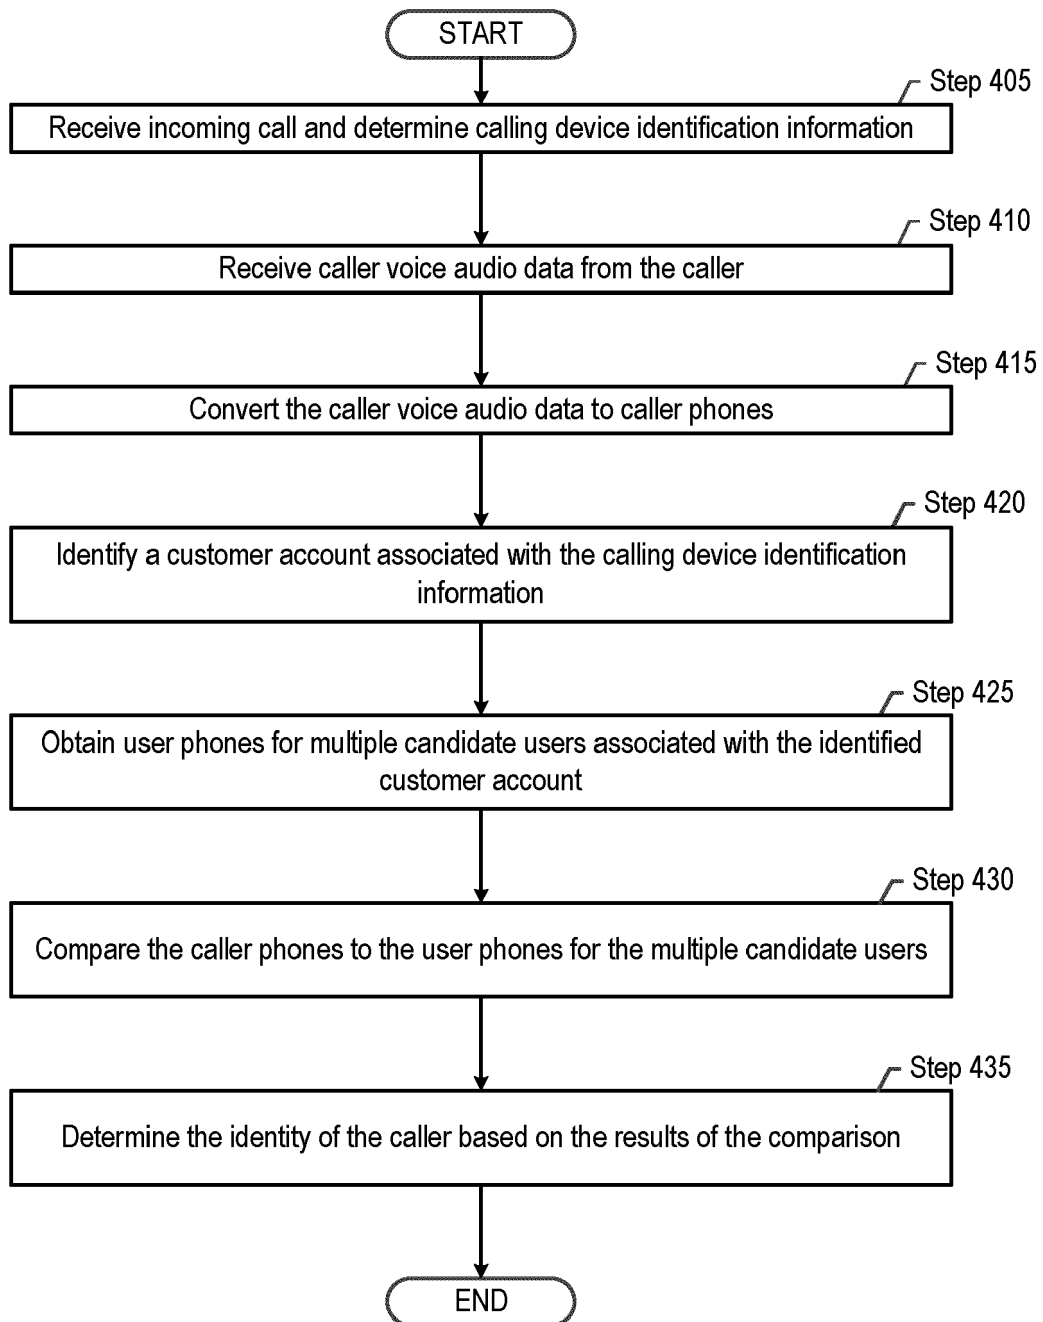 START
Step 405
Receive incoming call and determine calling device identification information
Step 410
Receive caller voice audio data from the caller
Step 415
Convert the caller voice audio data to caller phones
Step 420
Identify a customer account associated with the calling device identification
information
Step 425
Obtain user phones for multiple candidate users associated with the identified
customer account
Step 430
Compare the caller phones to the user phones for the multiple candidate users
Step 435
Determine the identity of the caller based on the results of the comparison
END